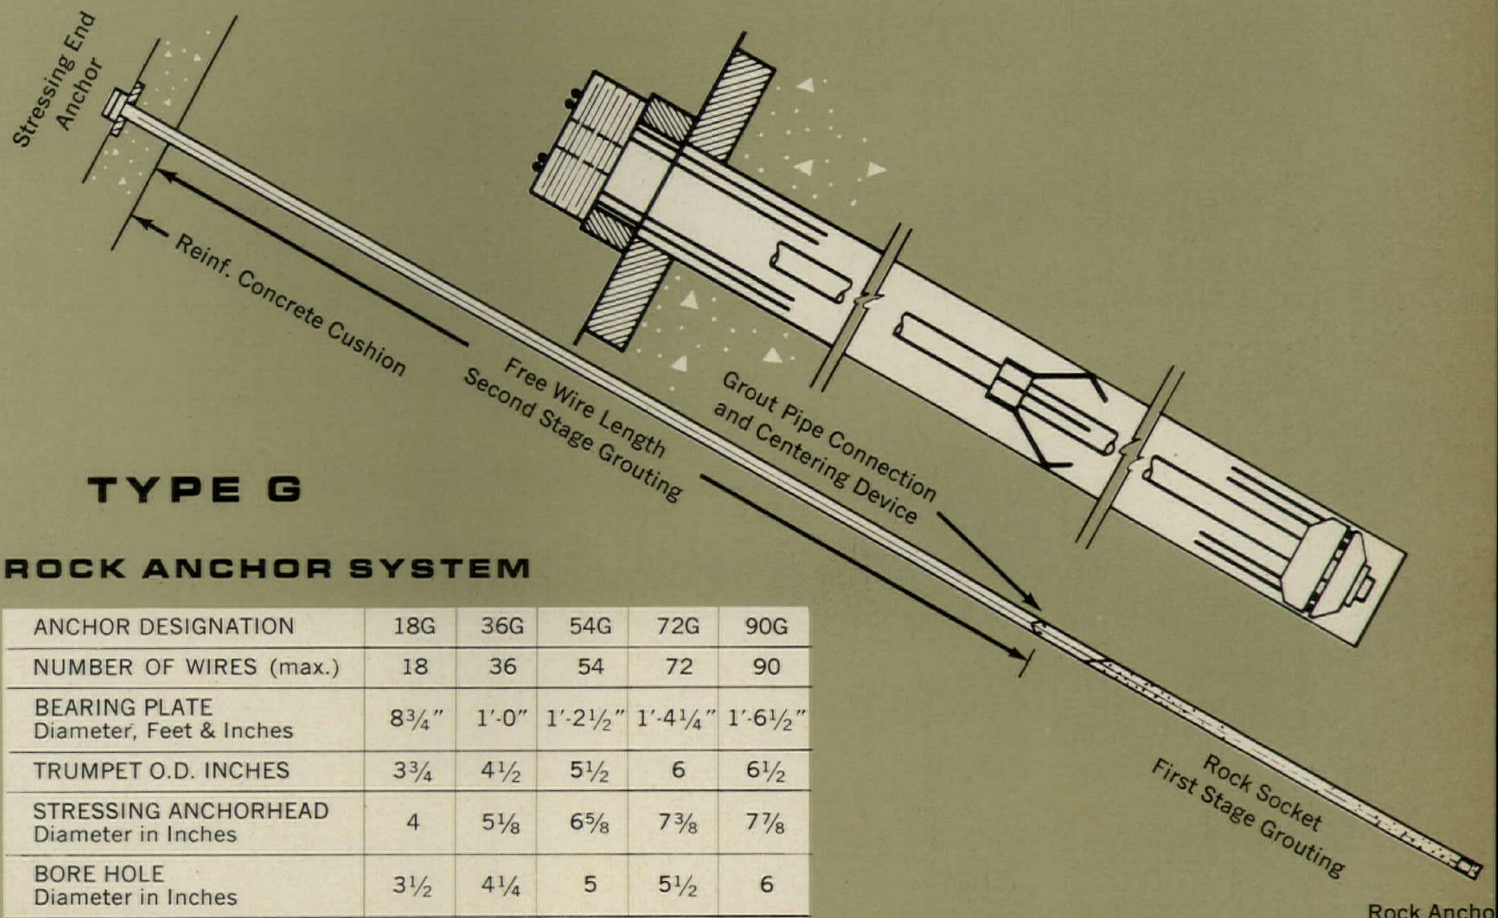 Stressing End
Anchor
Reinf. Concrete Cushion
Free Wire Length
Second Stage Grouting
Grout Pipe Connection
and Centering Device
TYPE G
ROCK ANCHOR SYSTEM
ANCHOR DESIGNATION 18G 36G 54G 72G 90G
NUMBER OF WIRES (max.) 18 36 54 72 90
BEARING PLATE
Diameter, Feet & Inches 8¾″ 1′-0″ 1′-2½″ 1′-4¼″ 1′-6½″
TRUMPET O.D. INCHES 3¾ 4½ 5½ 6 6½
STRESSING ANCHORHEAD
Diameter in Inches 4 5⅛ 6⅝ 7⅜ 7⅞
BORE HOLE
Diameter in Inches 3½ 4¼ 5 5½ 6
Rock Socket
First Stage Grouting
Rock Ancho